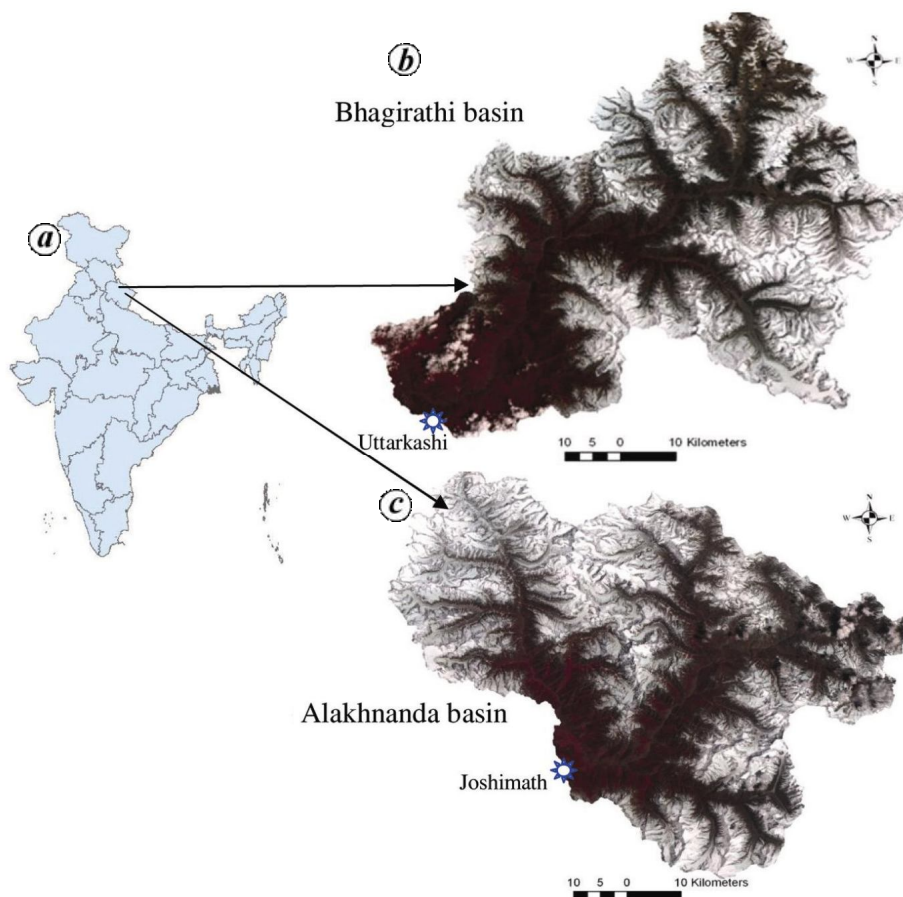 b
N
W E
S
Bhagirathi basin
a
Uttarkashi
10 5 0 10 Kilometers
c
N
W E
S
Alakhnanda basin
Joshimath
10 5 0 10 Kilometers